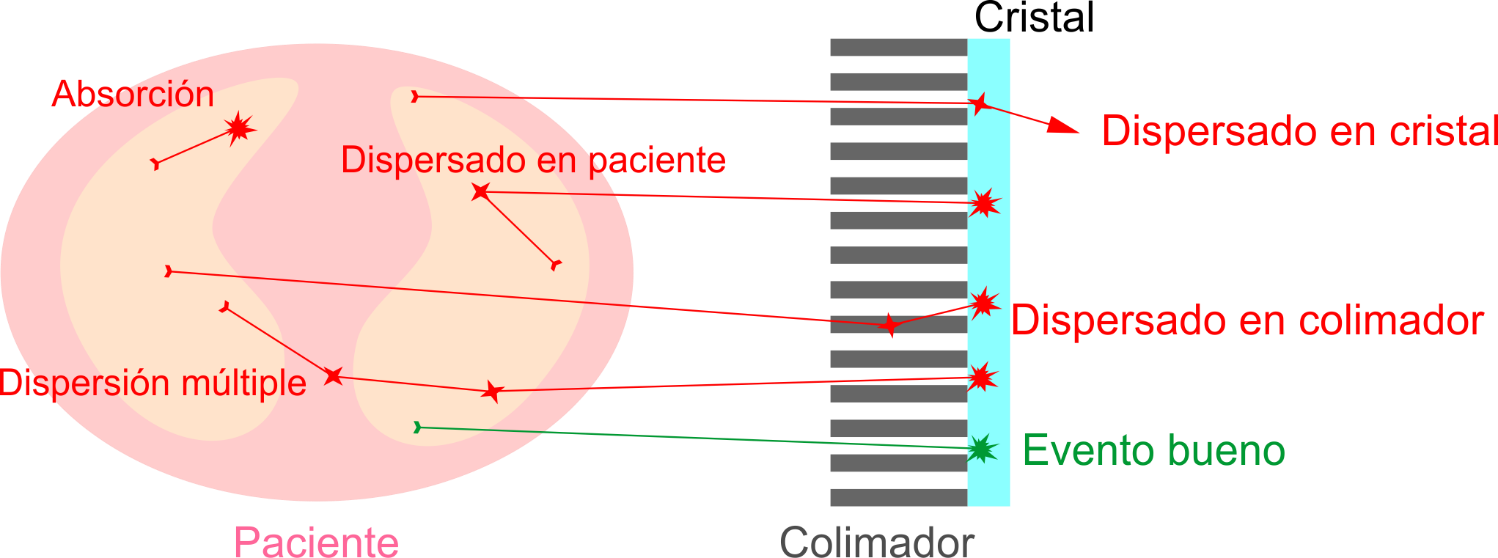 Cristal
Absorción
Dispersado en cristal
Dispersado en paciente
Dispersado en colimador
Dispersión múltiple
Evento bueno
Paciente
Colimador